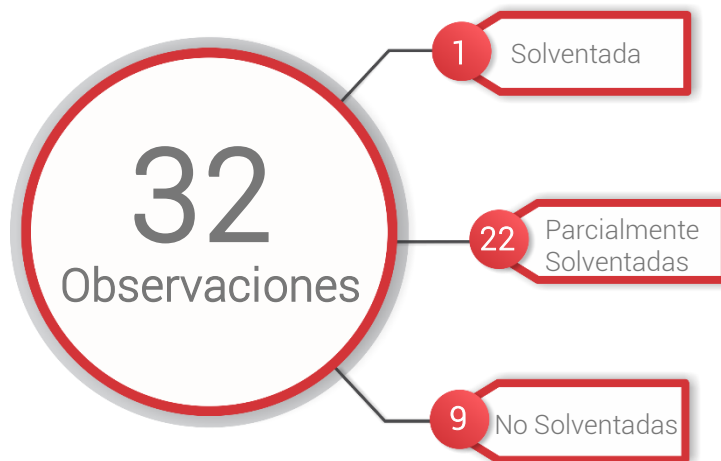 32
Observaciones
1
Solventada
22
Parcialmente
Solventadas
9
No Solventadas